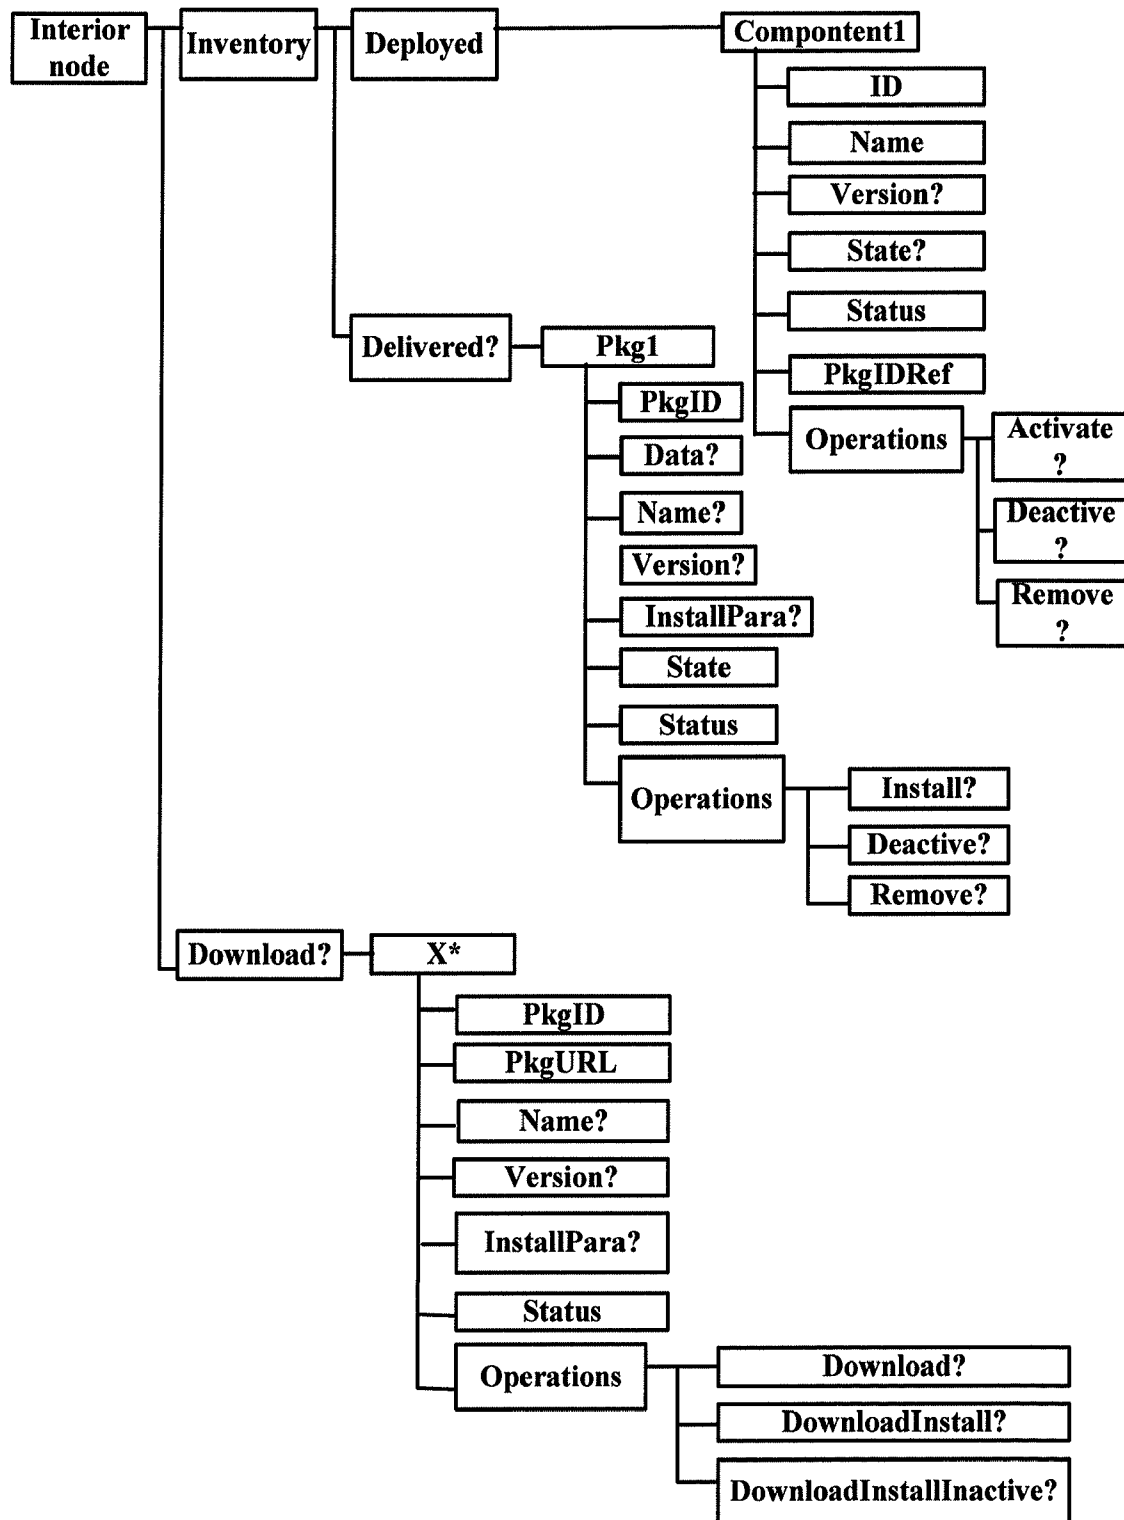 Interior
node
Inventory
Deployed
Compontent1
ID
Name
Version?
State?
Status
PkgIDRef
Operations
Activate
?
Deactive
?
Remove
?
Delivered?
Pkg1
PkgID
Data?
Name?
Version?
InstallPara?
State
Status
Operations
Install?
Deactive?
Remove?
Download?
X*
PkgID
PkgURL
Name?
Version?
InstallPara?
Status
Operations
Download?
DownloadInstall?
DownloadInstallInactive?